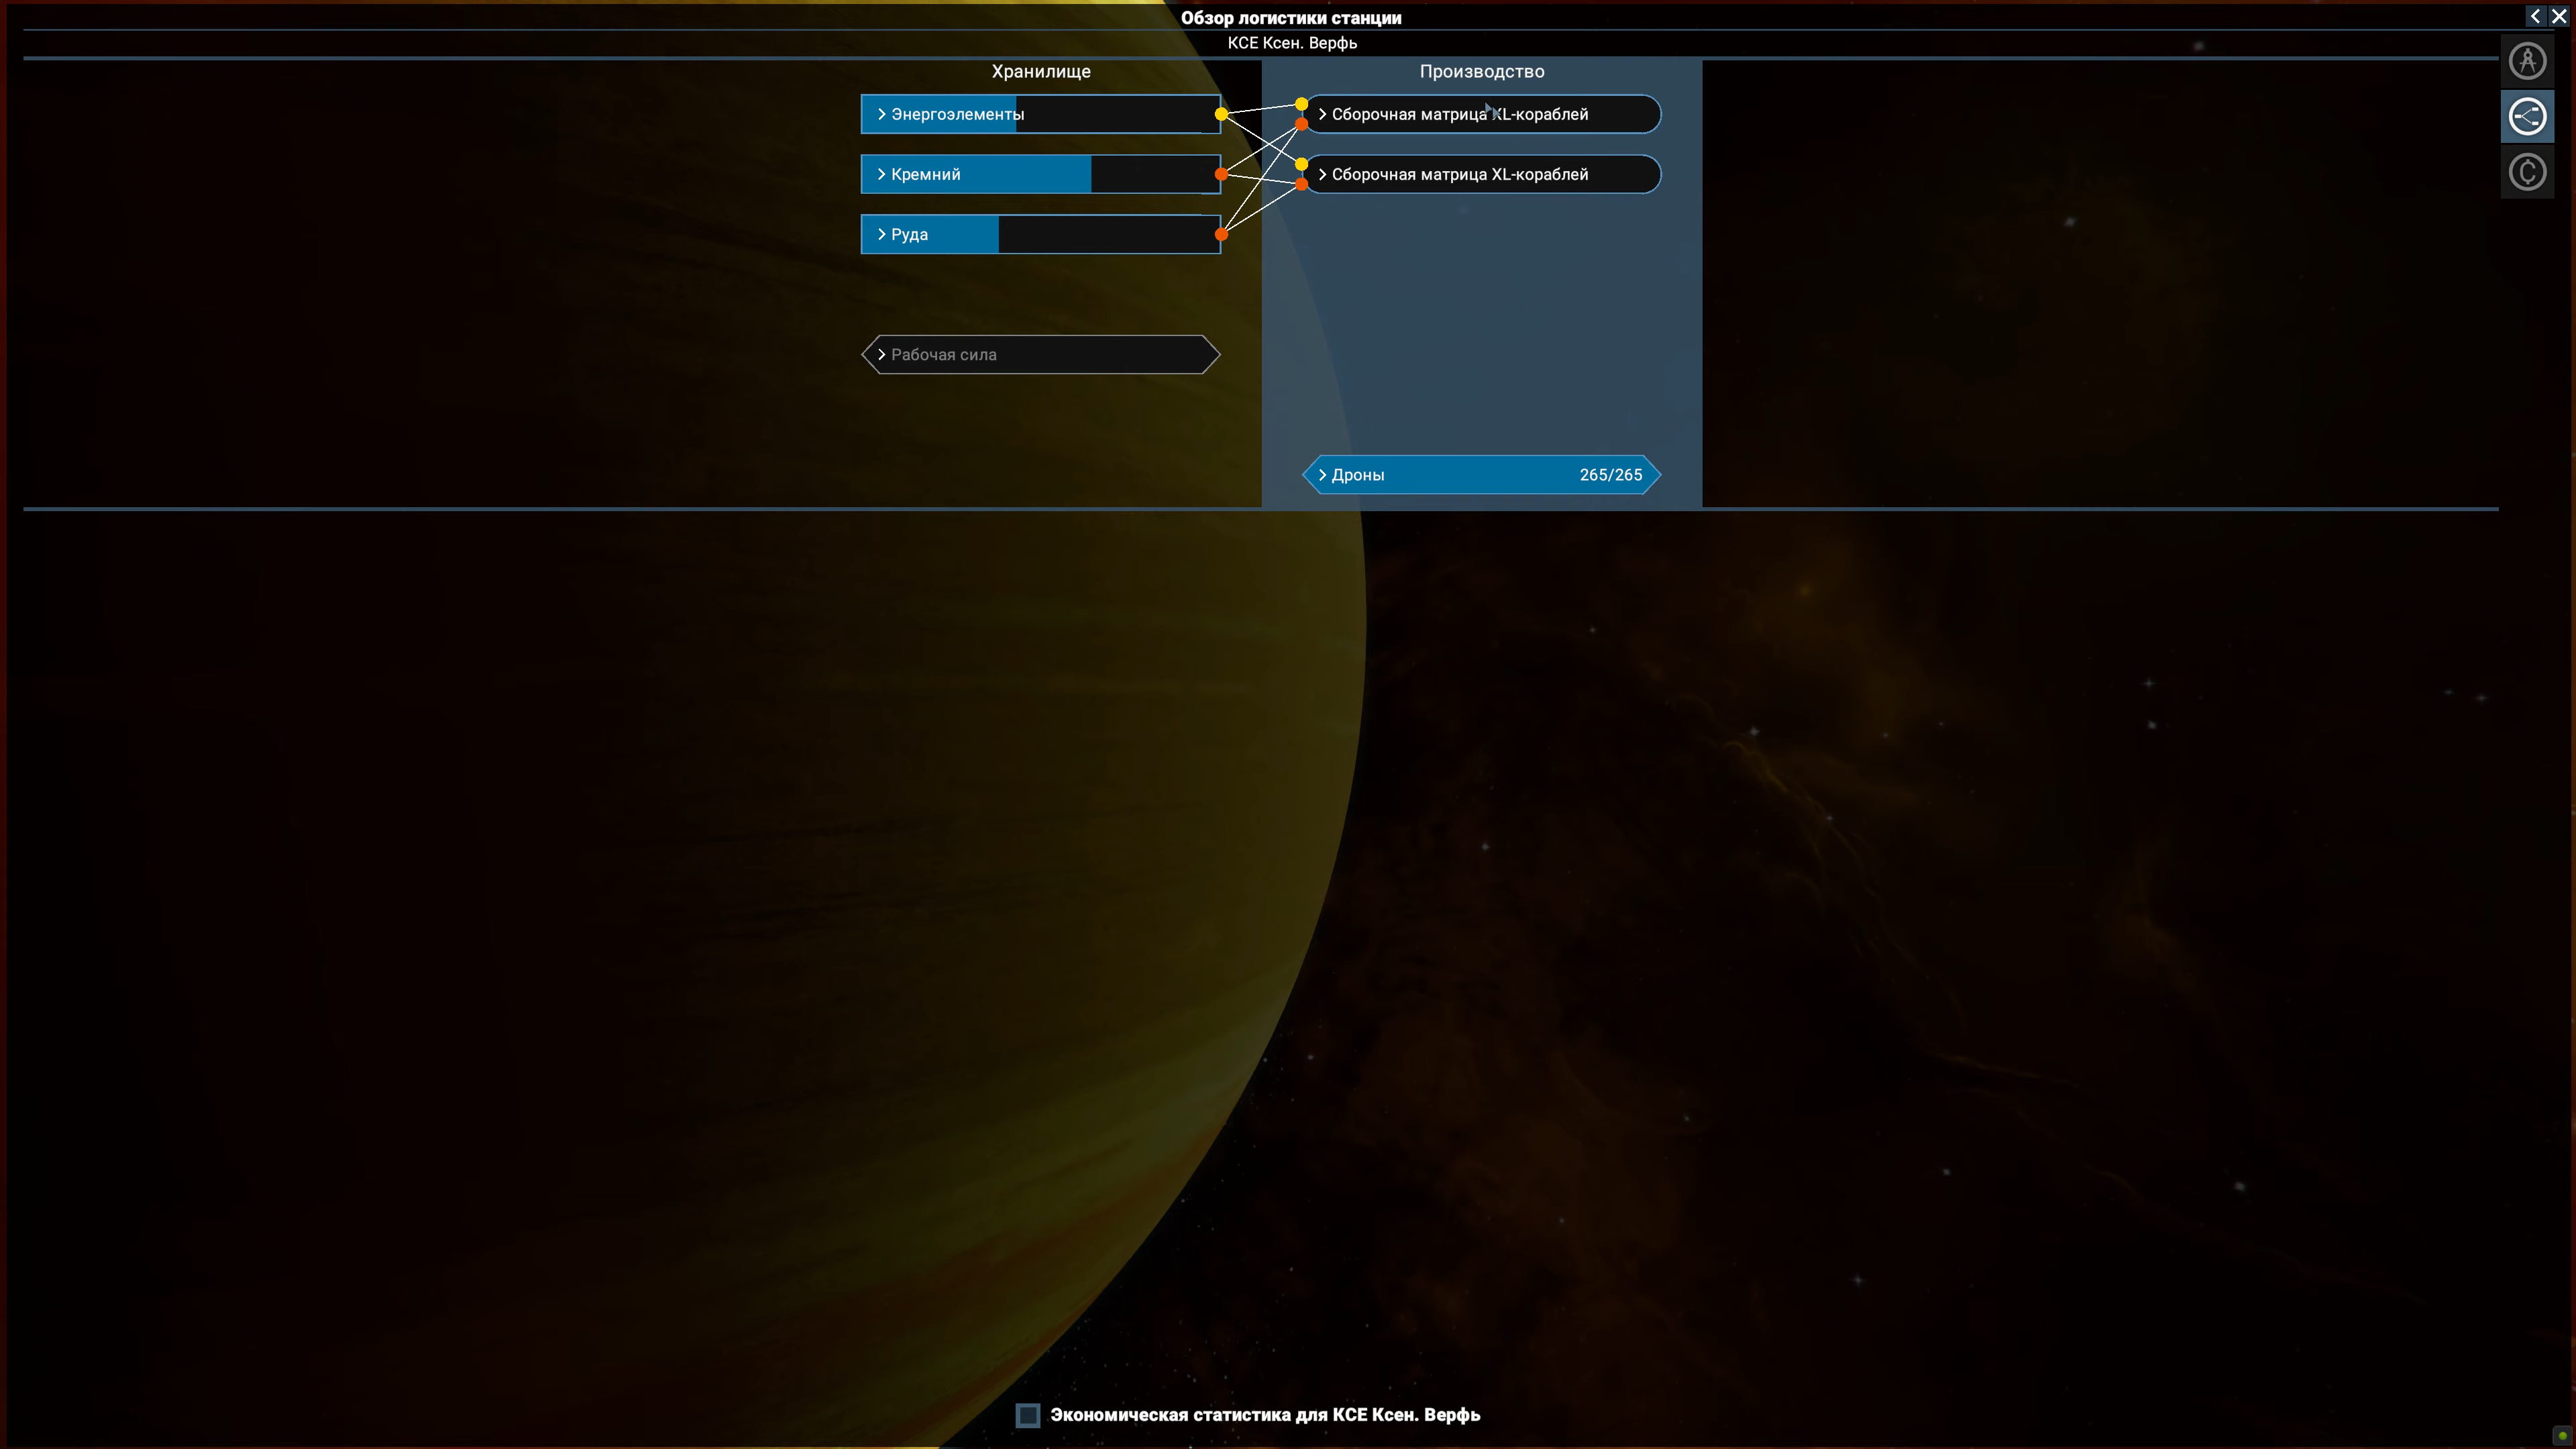 Обзор логистики станции
КСЕ Ксен. Верфь
Хранилище
Производство
Энергоэлементы
Сборочная матрица XL-кораблей
Кремний
Сборочная матрица XL-кораблей
Руда
Рабочая сила
Дроны 265/265
Экономическая статистика для КСЕ Ксен. Верфь